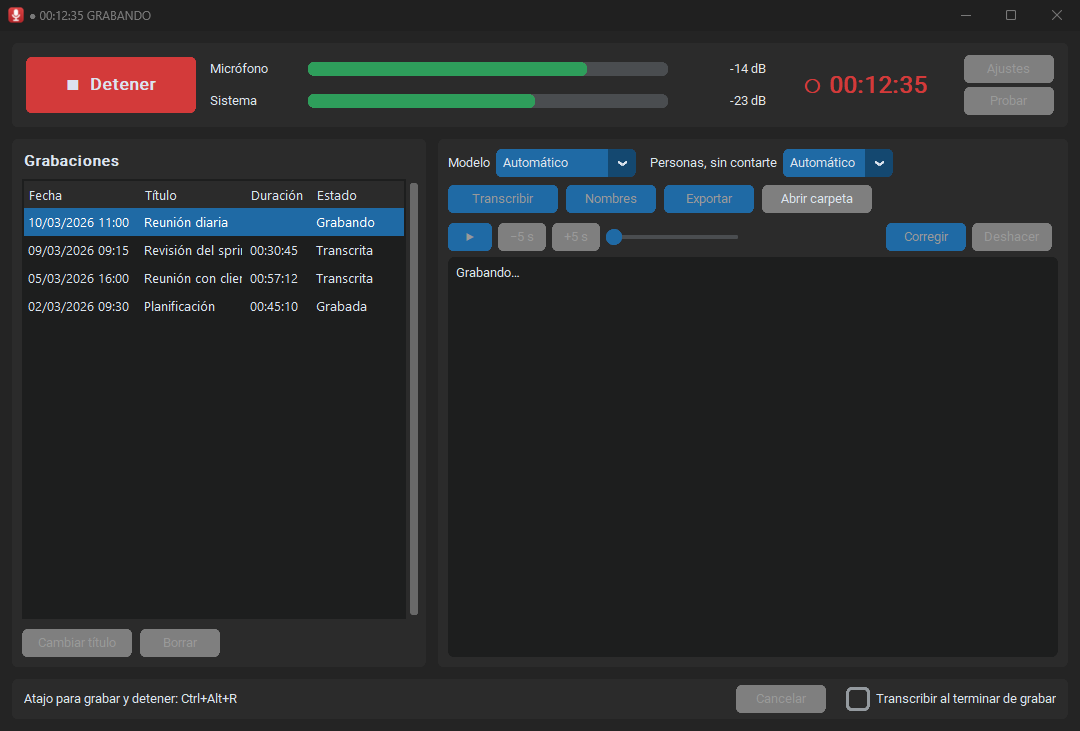 ● 00:12:35 GRABANDO
■ Detener
Micrófono -14 dB
Sistema -23 dB
00:12:35
Ajustes
Probar
Grabaciones
Fecha Título Duración Estado
10/03/2026 11:00 Reunión diaria Grabando
09/03/2026 09:15 Revisión del sprin 00:30:45 Transcrita
05/03/2026 16:00 Reunión con clien 00:57:12 Transcrita
02/03/2026 09:30 Planificación 00:45:10 Grabada
Cambiar título Borrar
Modelo Automático Personas, sin contarte Automático
Transcribir Nombres Exportar Abrir carpeta
−5 s +5 s Corregir Deshacer
Grabando...
Atajo para grabar y detener: Ctrl+Alt+R
Cancelar Transcribir al terminar de grabar